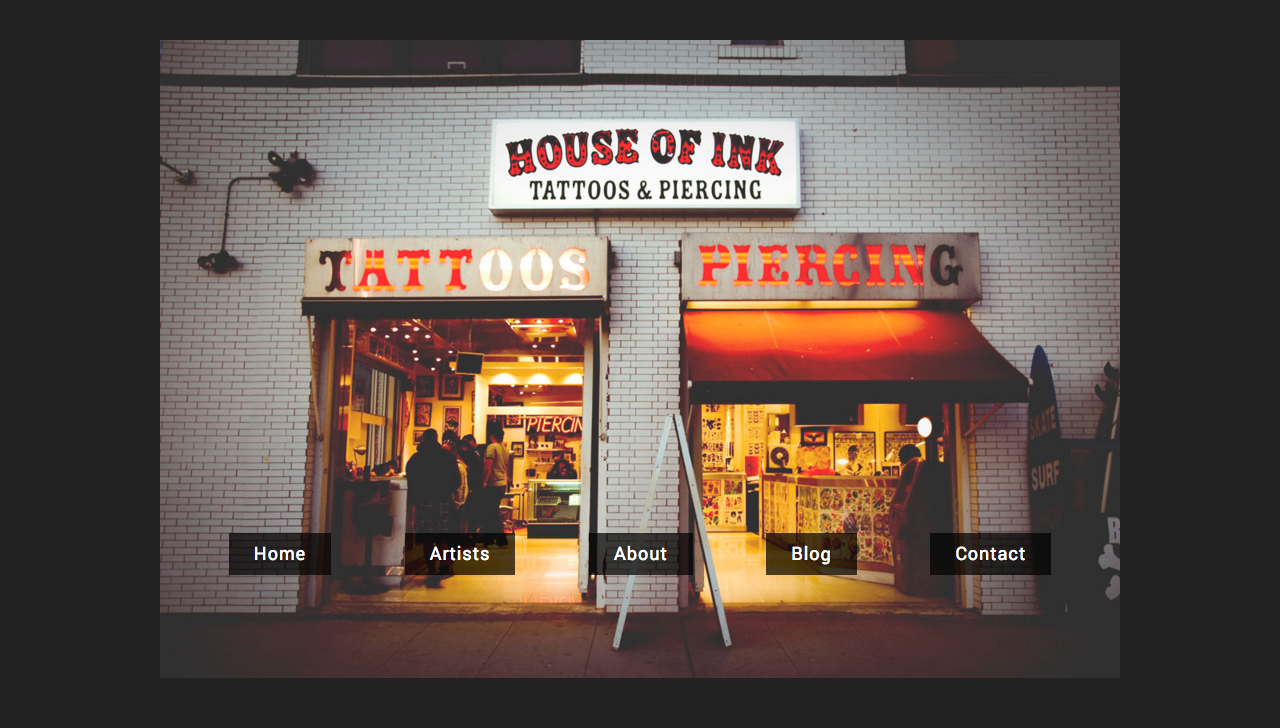 HOUSE OF INK
TATTOOS & PIERCING
TATTOOS
PIERCING
PIERCIN
SKATE
SURF
B
Home
Artists
About
Blog
Contact